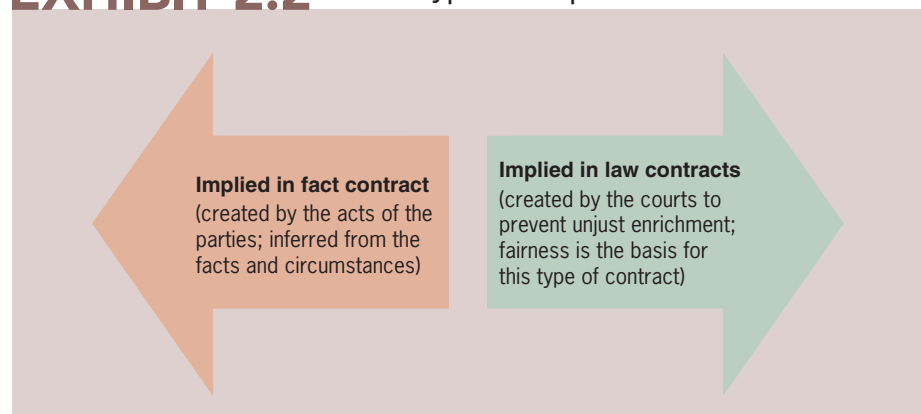 EXHIBIT 2.2
Implied in fact contract
(created by the acts of the
parties; inferred from the
facts and circumstances)
Implied in law contracts
(created by the courts to
prevent unjust enrichment;
fairness is the basis for
this type of contract)